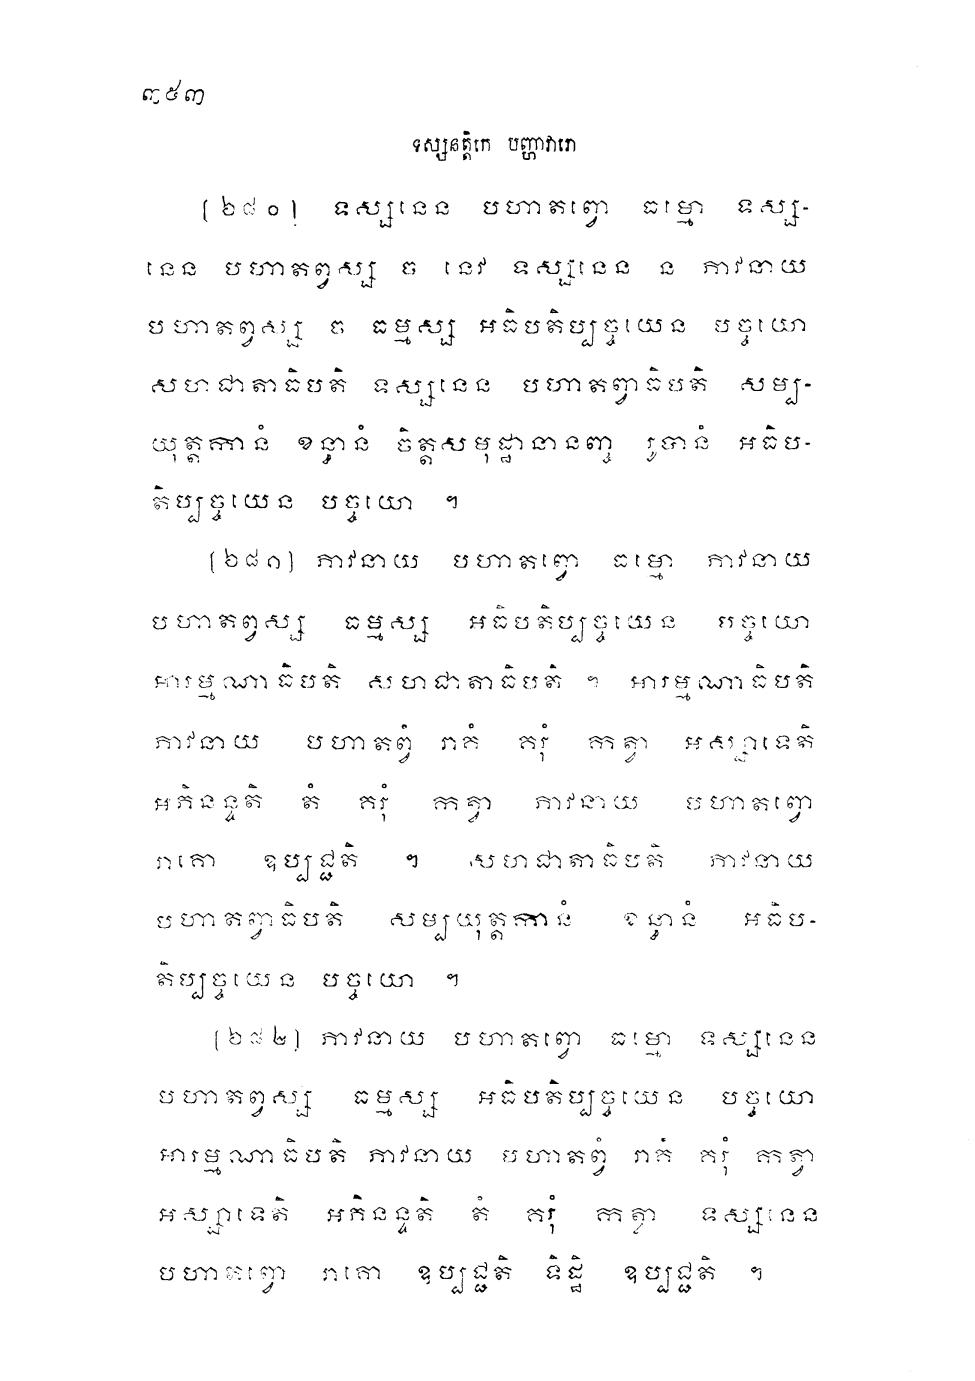 ៣៥៣
ទស្សនត្តិកេ បញ្ហាវារោ
[៦៨០] ទស្សនេន បហាតព្វោ ធម្មោ ទស្ស-
នេន បហាតព្វស្ស ច នេវ ទស្សនេន ន ភាវនាយ
បហាតព្វស្ស ច ធម្មស្ស អធិបតិប្បច្ចយេន បច្ចយោ
សហជាតាធិបតិ ទស្សនេន បហាតព្វាធិបតិ សម្ប-
យុត្តកានំ ខន្ធានំ ចិត្តសមុដ្ឋានានញ្ច រូបានំ អធិប-
តិប្បច្ចយេន បច្ចយោ ។
[៦៨១] ភាវនាយ បហាតព្វោ ធម្មោ ភាវនាយ
បហាតព្វស្ស ធម្មស្ស អធិបតិប្បច្ចយេន បច្ចយោ
អារម្មណាធិបតិ សហជាតាធិបតិ ។ អារម្មណាធិបតិ
ភាវនាយ បហាតព្វំ រាគំ គរុំ កត្វា អស្សាទេតិ
អភិនន្ទតិ តំ គរុំ កត្វា ភាវនាយ បហាតព្វោ
រាគោ ឧប្បជ្ជតិ ។ សហជាតាធិបតិ ភាវនាយ
បហាតព្វាធិបតិ សម្បយុត្តកានំ ខន្ធានំ អធិប-
តិប្បច្ចយេន បច្ចយោ ។
[៦៨២] ភាវនាយ បហាតព្វោ ធម្មោ ទស្សនេន
បហាតព្វស្ស ធម្មស្ស អធិបតិប្បច្ចយេន បច្ចយោ
អារម្មណាធិបតិ ភាវនាយ បហាតព្វំ រាគំ គរុំ កត្វា
អស្សាទេតិ អភិនន្ទតិ តំ គរុំ កត្វា ទស្សនេន
បហាតព្វោ រាគោ ឧប្បជ្ជតិ ទិដ្ឋិ ឧប្បជ្ជតិ ។